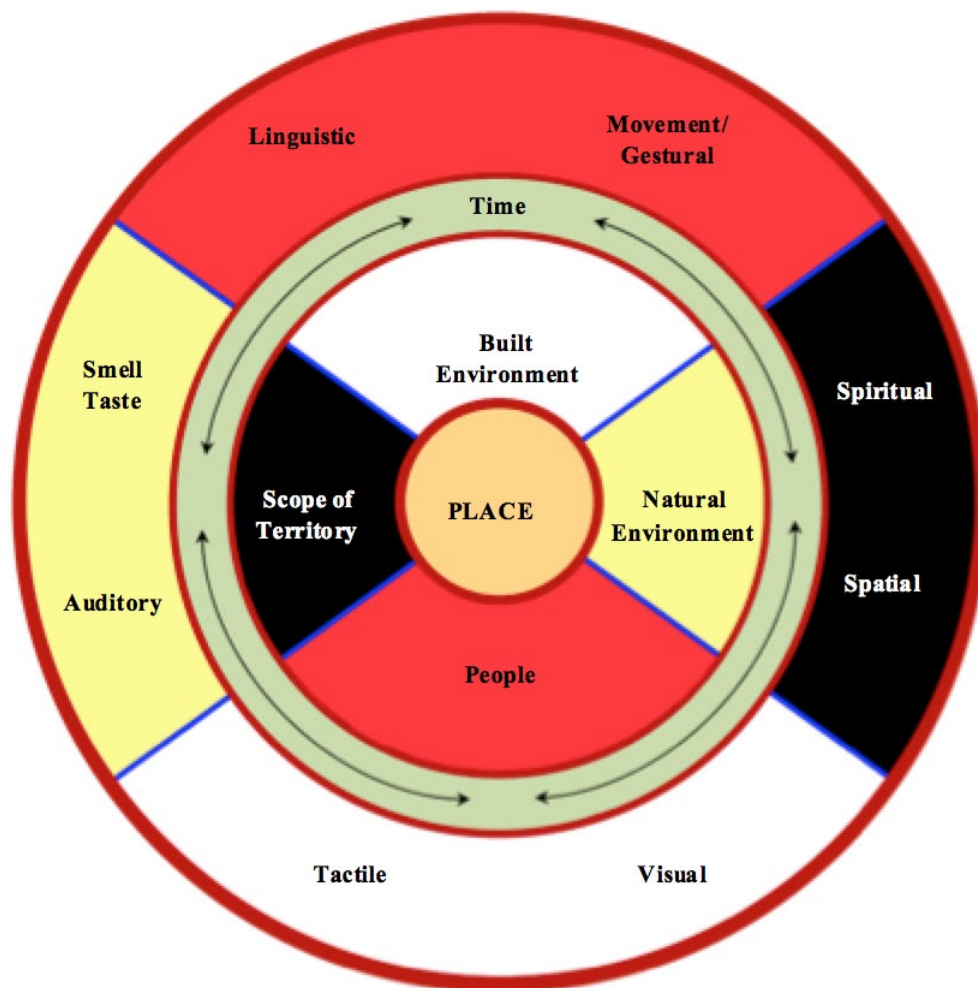 Linguistic
Movement/
Gestural
Time
Built
Environment
Smell
Taste
Spiritual
Scope of
Territory
PLACE
Natural
Environment
Auditory
Spatial
People
Tactile
Visual